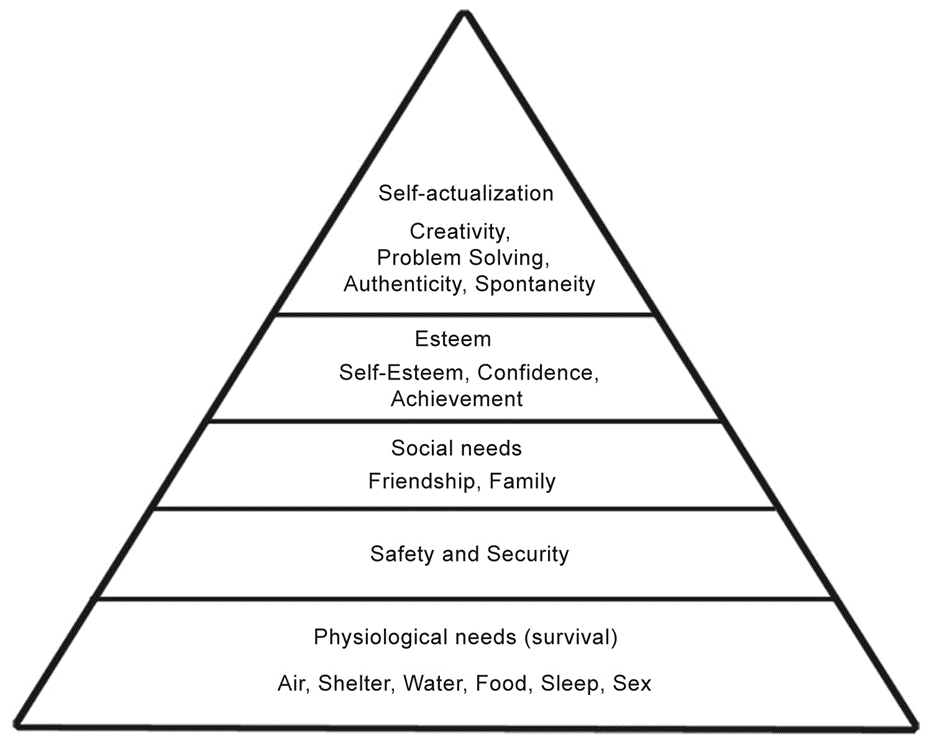 Self-actualization
Creativity,
Problem Solving,
Authenticity, Spontaneity
Esteem
Self-Esteem, Confidence,
Achievement
Social needs
Friendship, Family
Safety and Security
Physiological needs (survival)
Air, Shelter, Water, Food, Sleep, Sex